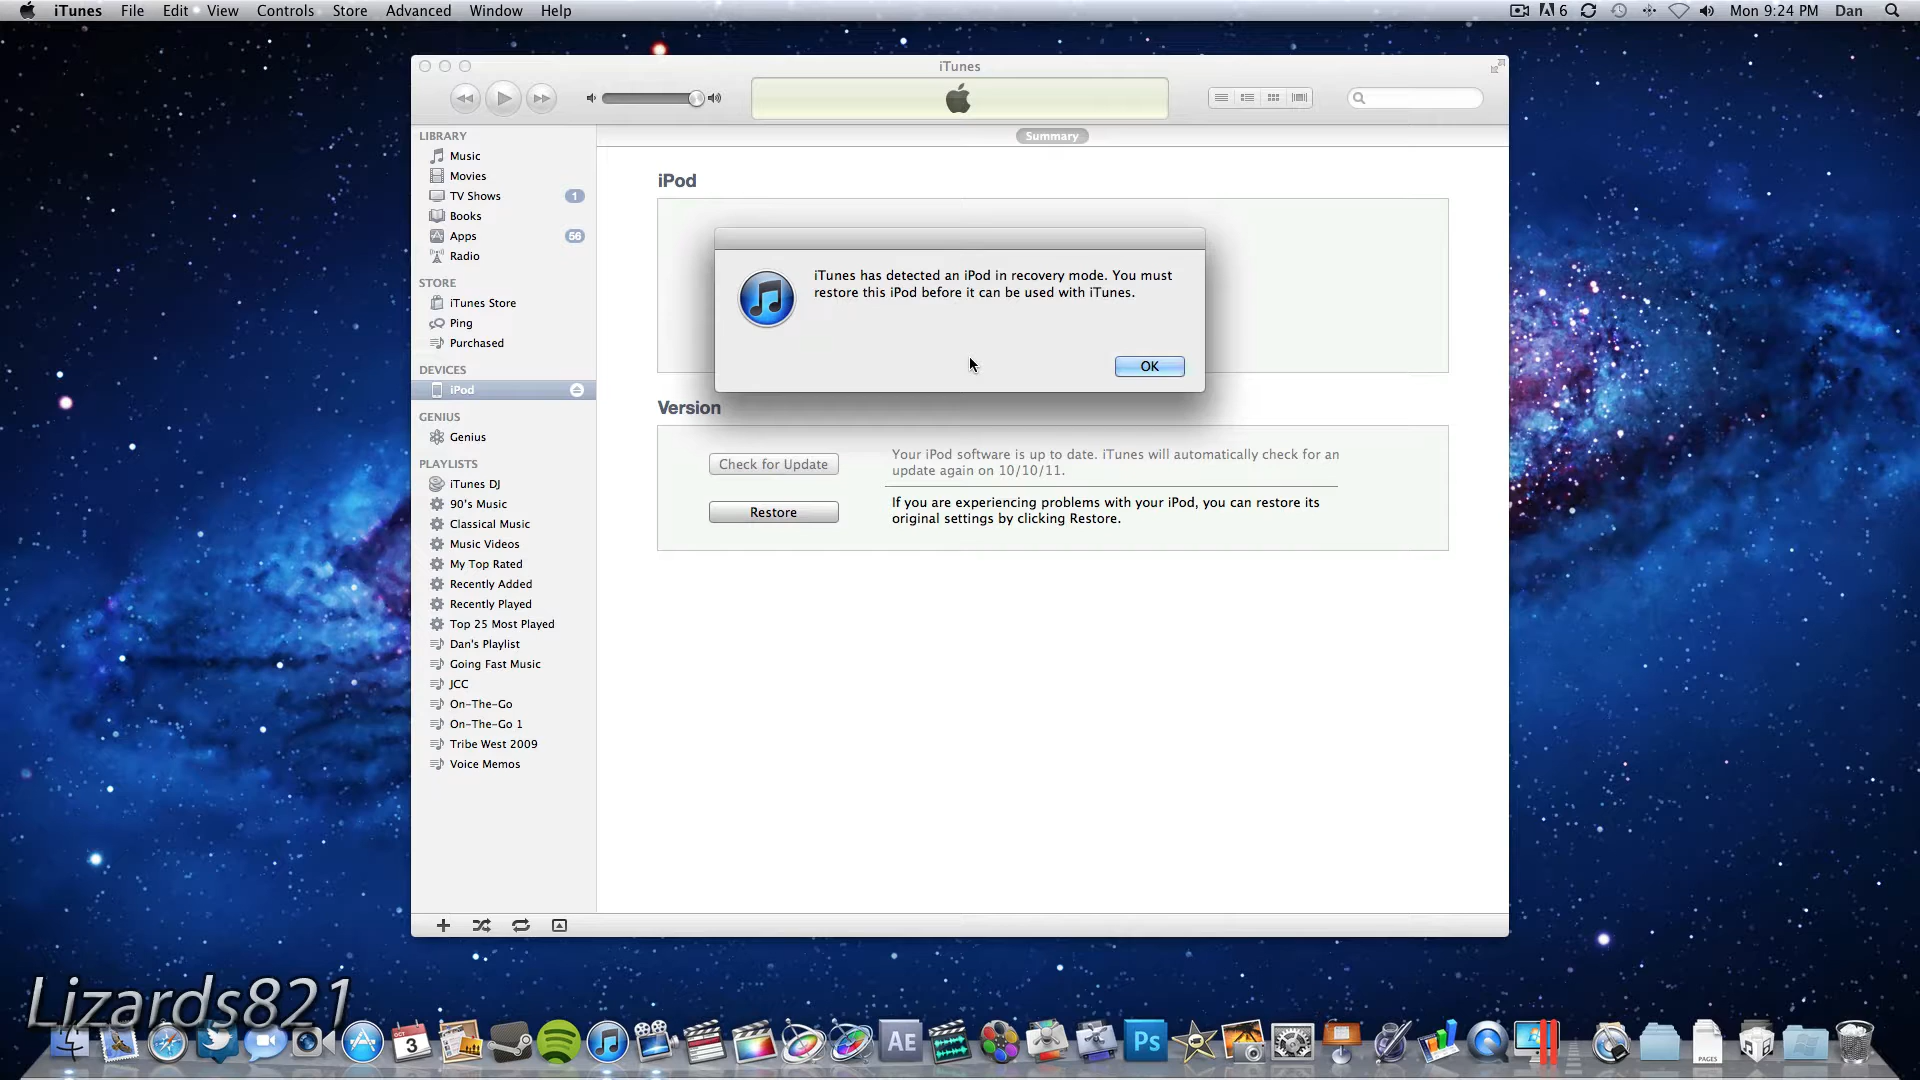 iTunes File Edit View Controls Store Advanced Window Help
6 Mon 9:24 PM Dan
iTunes
LIBRARY
Music
Movies
TV Shows 1
Books
Apps 56
Radio
STORE
iTunes Store
Ping
Purchased
DEVICES
iPod
GENIUS
Genius
PLAYLISTS
iTunes DJ
90's Music
Classical Music
Music Videos
My Top Rated
Recently Added
Recently Played
Top 25 Most Played
Dan's Playlist
Going Fast Music
JCC
On-The-Go
On-The-Go 1
Tribe West 2009
Voice Memos
Summary
iPod
iTunes has detected an iPod in recovery mode. You must
restore this iPod before it can be used with iTunes.
OK
Version
Check for Update
Your iPod software is up to date. iTunes will automatically check for an
update again on 10/10/11.
Restore
If you are experiencing problems with your iPod, you can restore its
original settings by clicking Restore.
Lizards821
OCT
3
AE
Ps
PAGES